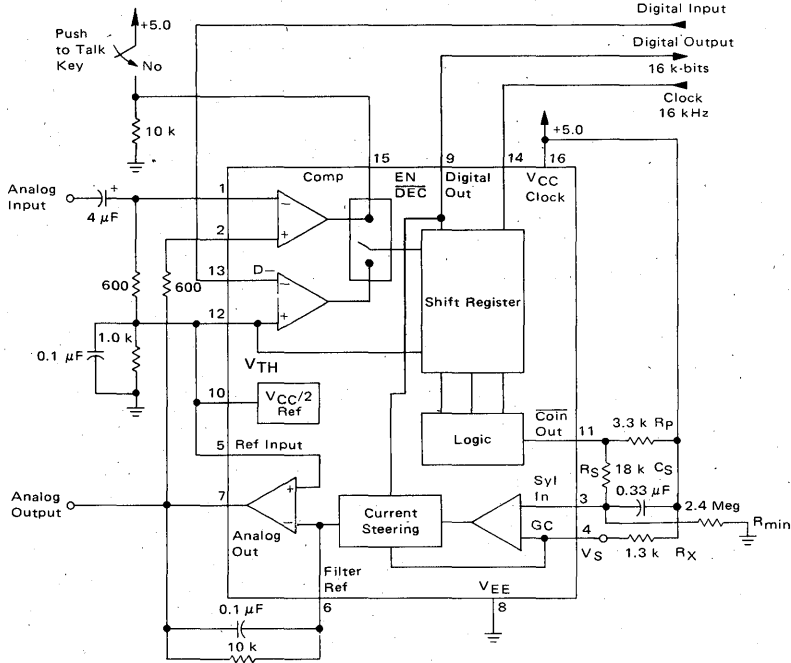 Digital Input
+5.0
Push
to Talk
Key
No
Digital Output
16 k-bits
Clock
16 kHz
10 k
+5.0
15
9
14
16
Analog
Input
4 μF
+
1
Comp
EN
DEC
Digital
Out
VCC
Clock
2
13
D−
600
600
12
Shift Register
0.1 μF
1.0 k
VTH
10
VCC/2
Ref
5
Ref Input
Logic
Coin
Out
11
3.3 k RP
RS
18 k
CS
Syl
In
3
0.33 μF
2.4 Meg
Rmin
Analog
Output
7
Analog
Out
+
−
Current
Steering
GC
4
VS
1.3 k
RX
Filter
Ref
6
VEE
8
0.1 μF
10 k